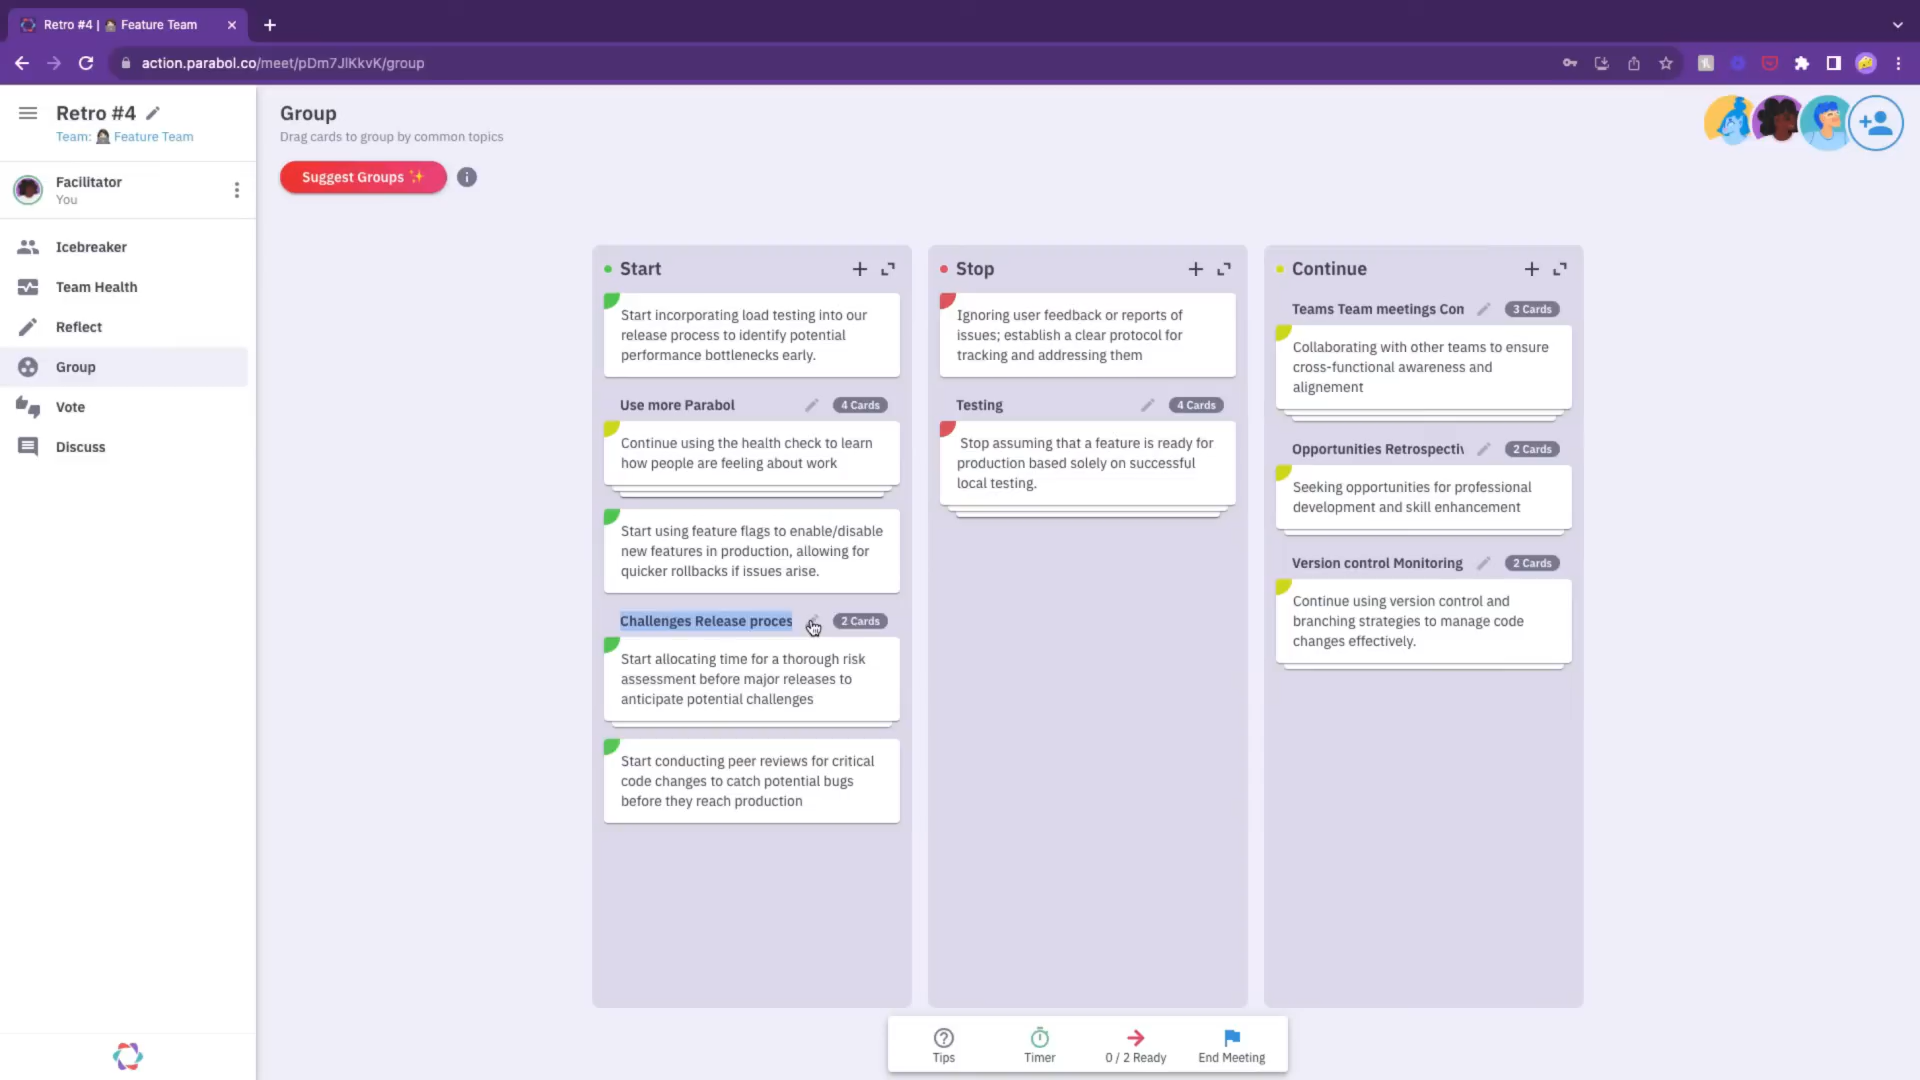 Retro #4 | Feature Team
action.parabol.co/meet/pDm7JlKkvK/group
Retro #4
Team: Feature Team
Facilitator
You
Icebreaker
Team Health
Reflect
Group
Vote
Discuss
Group
Drag cards to group by common topics
Suggest Groups ✨
Start
Start incorporating load testing into our
release process to identify potential
performance bottlenecks early.
Use more Parabol
4 Cards
Continue using the health check to learn
how people are feeling about work
Start using feature flags to enable/disable
new features in production, allowing for
quicker rollbacks if issues arise.
Challenges Release proces
2 Cards
Start allocating time for a thorough risk
assessment before major releases to
anticipate potential challenges
Start conducting peer reviews for critical
code changes to catch potential bugs
before they reach production
Stop
Ignoring user feedback or reports of
issues; establish a clear protocol for
tracking and addressing them
Testing
4 Cards
Stop assuming that a feature is ready for
production based solely on successful
local testing.
Continue
Teams Team meetings Con
3 Cards
Collaborating with other teams to ensure
cross-functional awareness and
alignement
Opportunities Retrospectiv
2 Cards
Seeking opportunities for professional
development and skill enhancement
Version control Monitoring
2 Cards
Continue using version control and
branching strategies to manage code
changes effectively.
Tips
Timer
0 / 2 Ready
End Meeting